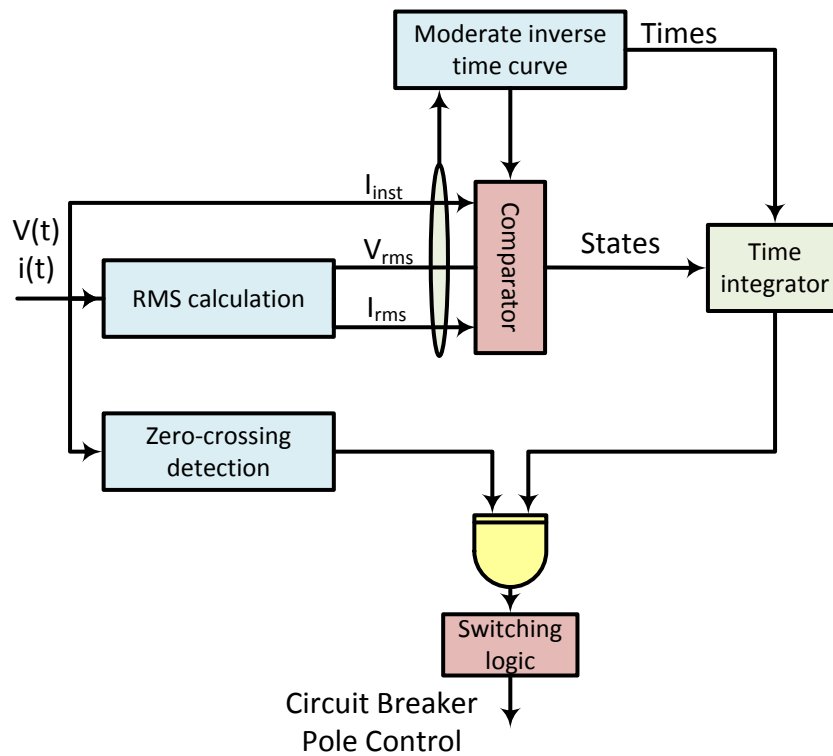 Moderate inverse
time curve
Times
I_inst
V(t)
i(t)
V_rms
RMS calculation
I_rms
Comparator
States
Time
integrator
Zero-crossing
detection
Switching
logic
Circuit Breaker
Pole Control